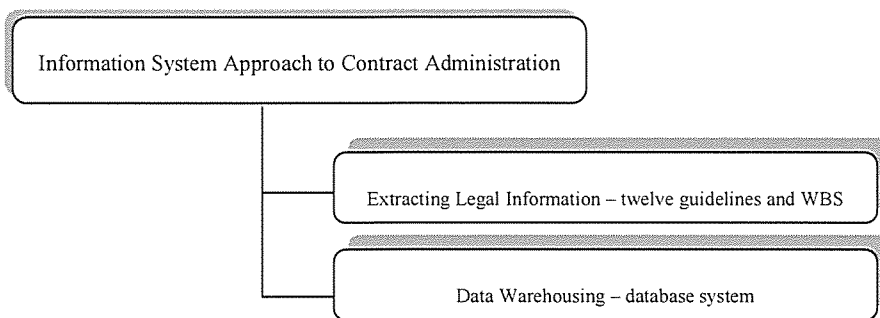 Information System Approach to Contract Administration
Extracting Legal Information – twelve guidelines and WBS
Data Warehousing – database system